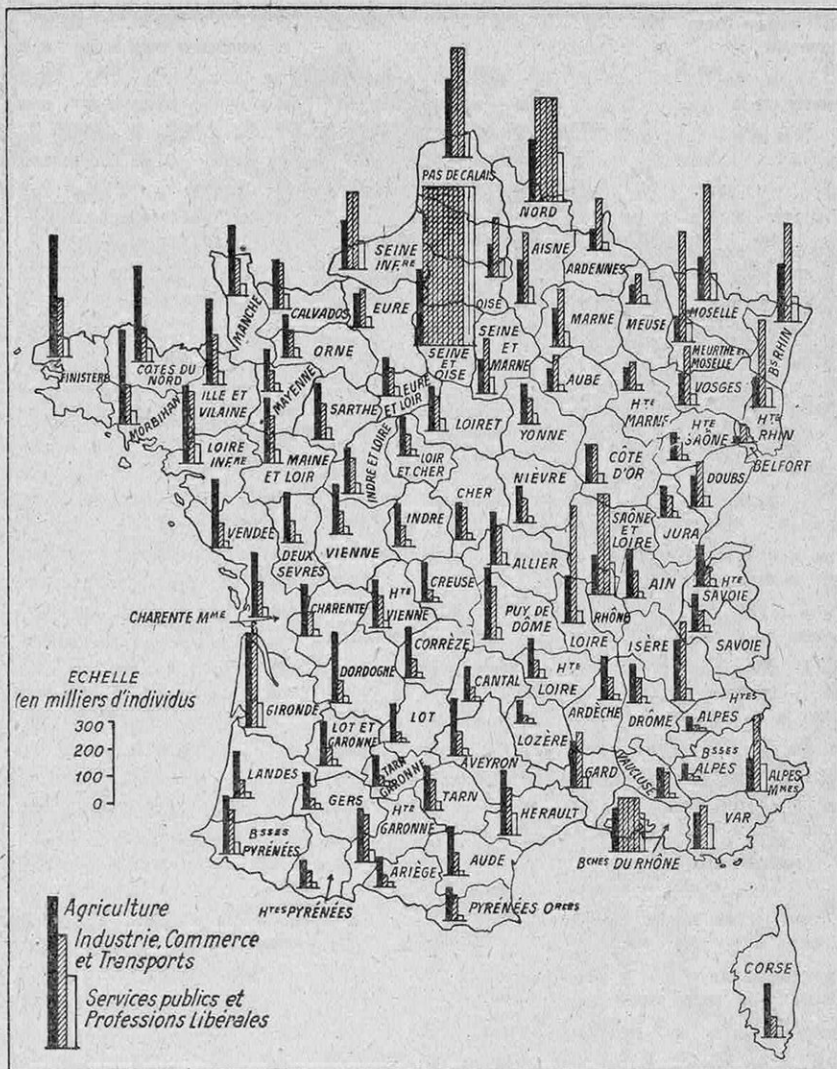 PAS DE CALAIS
NORD
SEINE
INFRE
AISNE
ARDENNES
OISE
MANCHE
CALVADOS
EURE
MARNE
MEUSE
MOSELLE
BS RHIN
FINISTERE
CÔTES DU
NORD
ORNE
SEINE
ET
OISE
SEINE
ET
MARNE
MEURTHE ET
MOSELLE
MORBIHAN
ILLE ET
VILAINE
MAYENNE
SARTHE
EURE
ET LOIR
AUBE
VOSGES
LOIRET
YONNE
HTE
MARNE
HTE
SAÔNE
HT
RHIN
BELFORT
LOIRE
INFRE
MAINE
ET LOIR
INDRE ET LOIRE
LOIR
ET CHER
CÔTE
D'OR
DOUBS
VENDÉE
DEUX
SEVRES
VIENNE
INDRE
CHER
NIÈVRE
SAÔNE
ET
LOIRE
JURA
ALLIER
AIN
HTE
SAVOIE
CHARENTE MME
CHARENTE
HTE
VIENNE
CREUSE
PUY DE
DÔME
RHÔNE
LOIRE
ISÈRE
SAVOIE
CORRÈZE
DORDOGNE
CANTAL
HTE
LOIRE
ECHELLE
(en milliers d'individus
300
200
100
0
GIRONDE
LOT ET
GARONNE
LOT
LOZÈRE
ARDÈCHE
DRÔME
HTES
ALPES
LANDES
TARN
GARONNE
AVEYRON
GARD
VAUCLUSE
BSSES
ALPES
ALPES
MMES
GERS
HTE
GARONNE
TARN
HERAULT
VAR
BSSES
PYRÉNÉES
HTES PYRÉNÉES
ARIÈGE
AUDE
BCHES DU RHÔNE
PYRÉNÉES ORLES
Agriculture
Industrie, Commerce
et Transports
Services publics et
Professions Libérales
CORSE